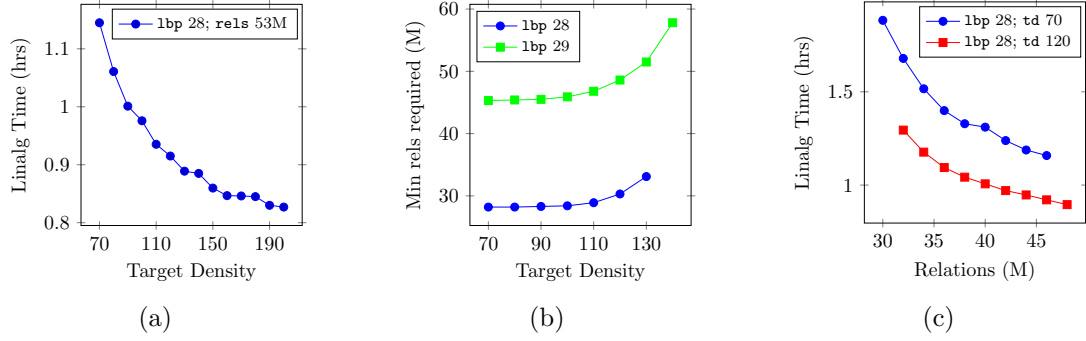 lbp 28; rels 53M
Linalg Time (hrs)
1.1
1
0.9
0.8
70 110 150 190
Target Density
(a)
lbp 28
lbp 29
Min rels required (M)
60
50
40
30
70 90 110 130
Target Density
(b)
lbp 28; td 70
lbp 28; td 120
Linalg Time (hrs)
1.5
1
30 35 40 45
Relations (M)
(c)